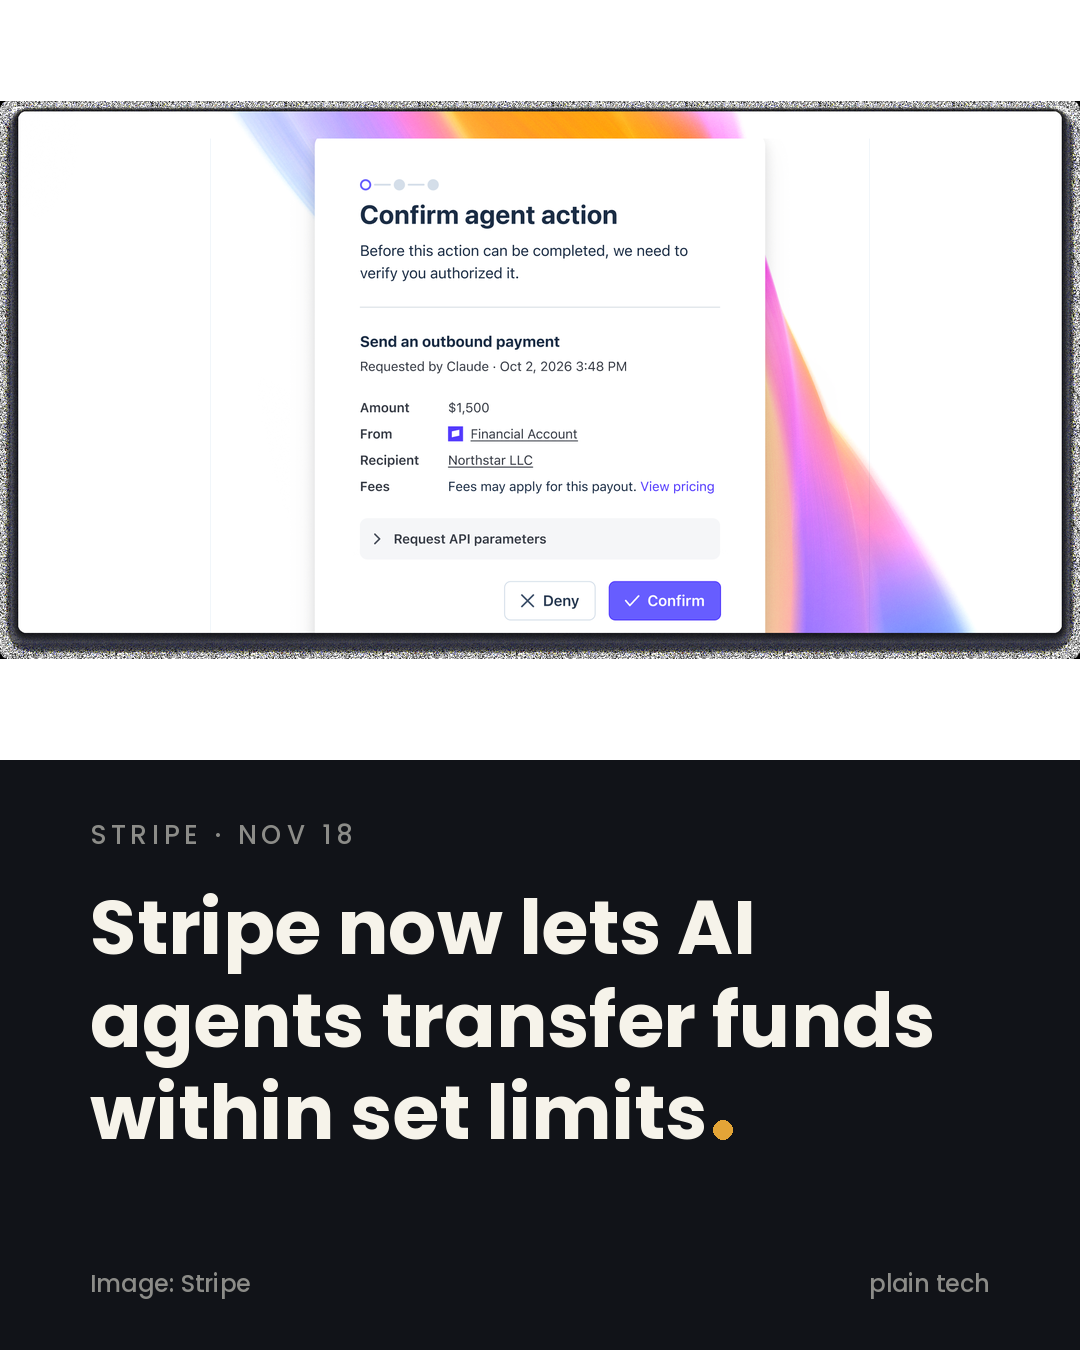 Confirm agent action
Before this action can be completed, we need to
verify you authorized it.
Send an outbound payment
Requested by Claude · Oct 2, 2026 3:48 PM
Amount $1,500
From Financial Account
Recipient Northstar LLC
Fees Fees may apply for this payout. View pricing
Request API parameters
Deny Confirm
STRIPE · NOV 18
Stripe now lets AI
agents transfer funds
within set limits.
Image: Stripe plain tech